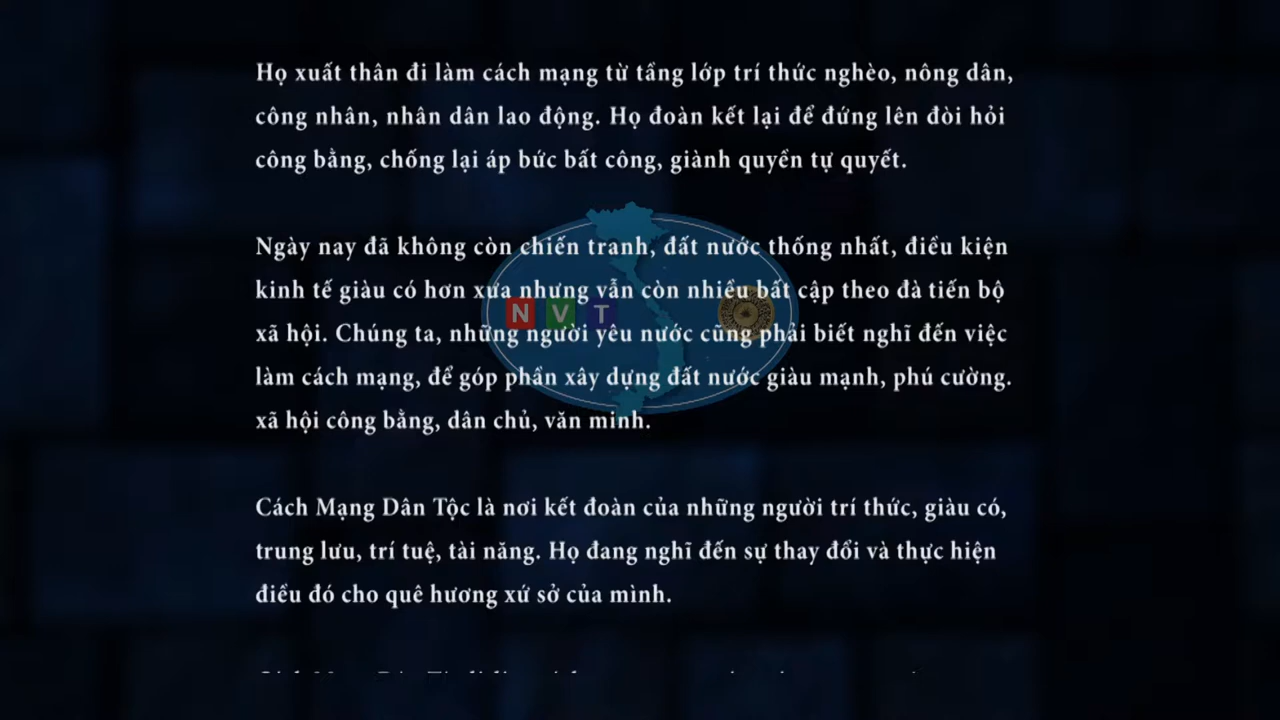 Họ xuất thân đi làm cách mạng từ tầng lớp trí thức nghèo, nông dân,
công nhân, nhân dân lao động. Họ đoàn kết lại để đứng lên đòi hỏi
công bằng, chống lại áp bức bất công, giành quyền tự quyết.
Ngày nay đã không còn chiến tranh, đất nước thống nhất, điều kiện
kinh tế giàu có hơn xưa nhưng vẫn còn nhiều bất cập theo đà tiến bộ
N V T
xã hội. Chúng ta, những người yêu nước cũng phải biết nghĩ đến việc
làm cách mạng, để góp phần xây dựng đất nước giàu mạnh, phú cường.
xã hội công bằng, dân chủ, văn minh.
Cách Mạng Dân Tộc là nơi kết đoàn của những người trí thức, giàu có,
trung lưu, trí tuệ, tài năng. Họ đang nghĩ đến sự thay đổi và thực hiện
điều đó cho quê hương xứ sở của mình.